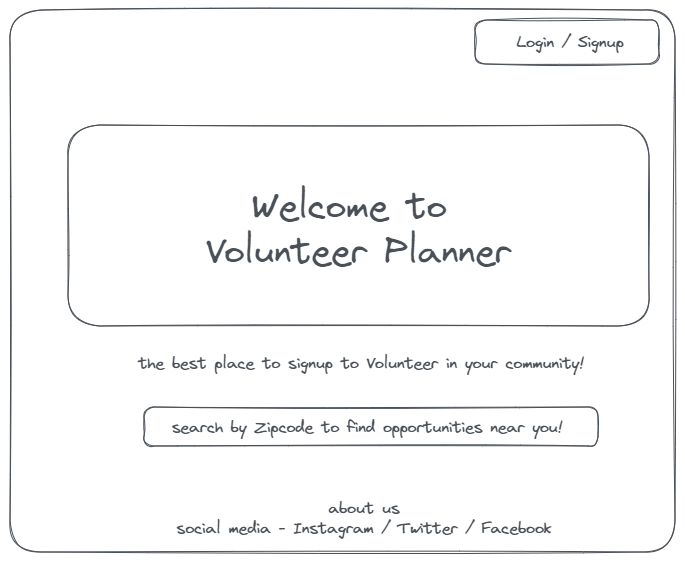 Login / Signup
Welcome to
Volunteer Planner
the best place to signup to Volunteer in your community!
search by Zipcode to find opportunities near you!
about us
social media - Instagram / Twitter / Facebook